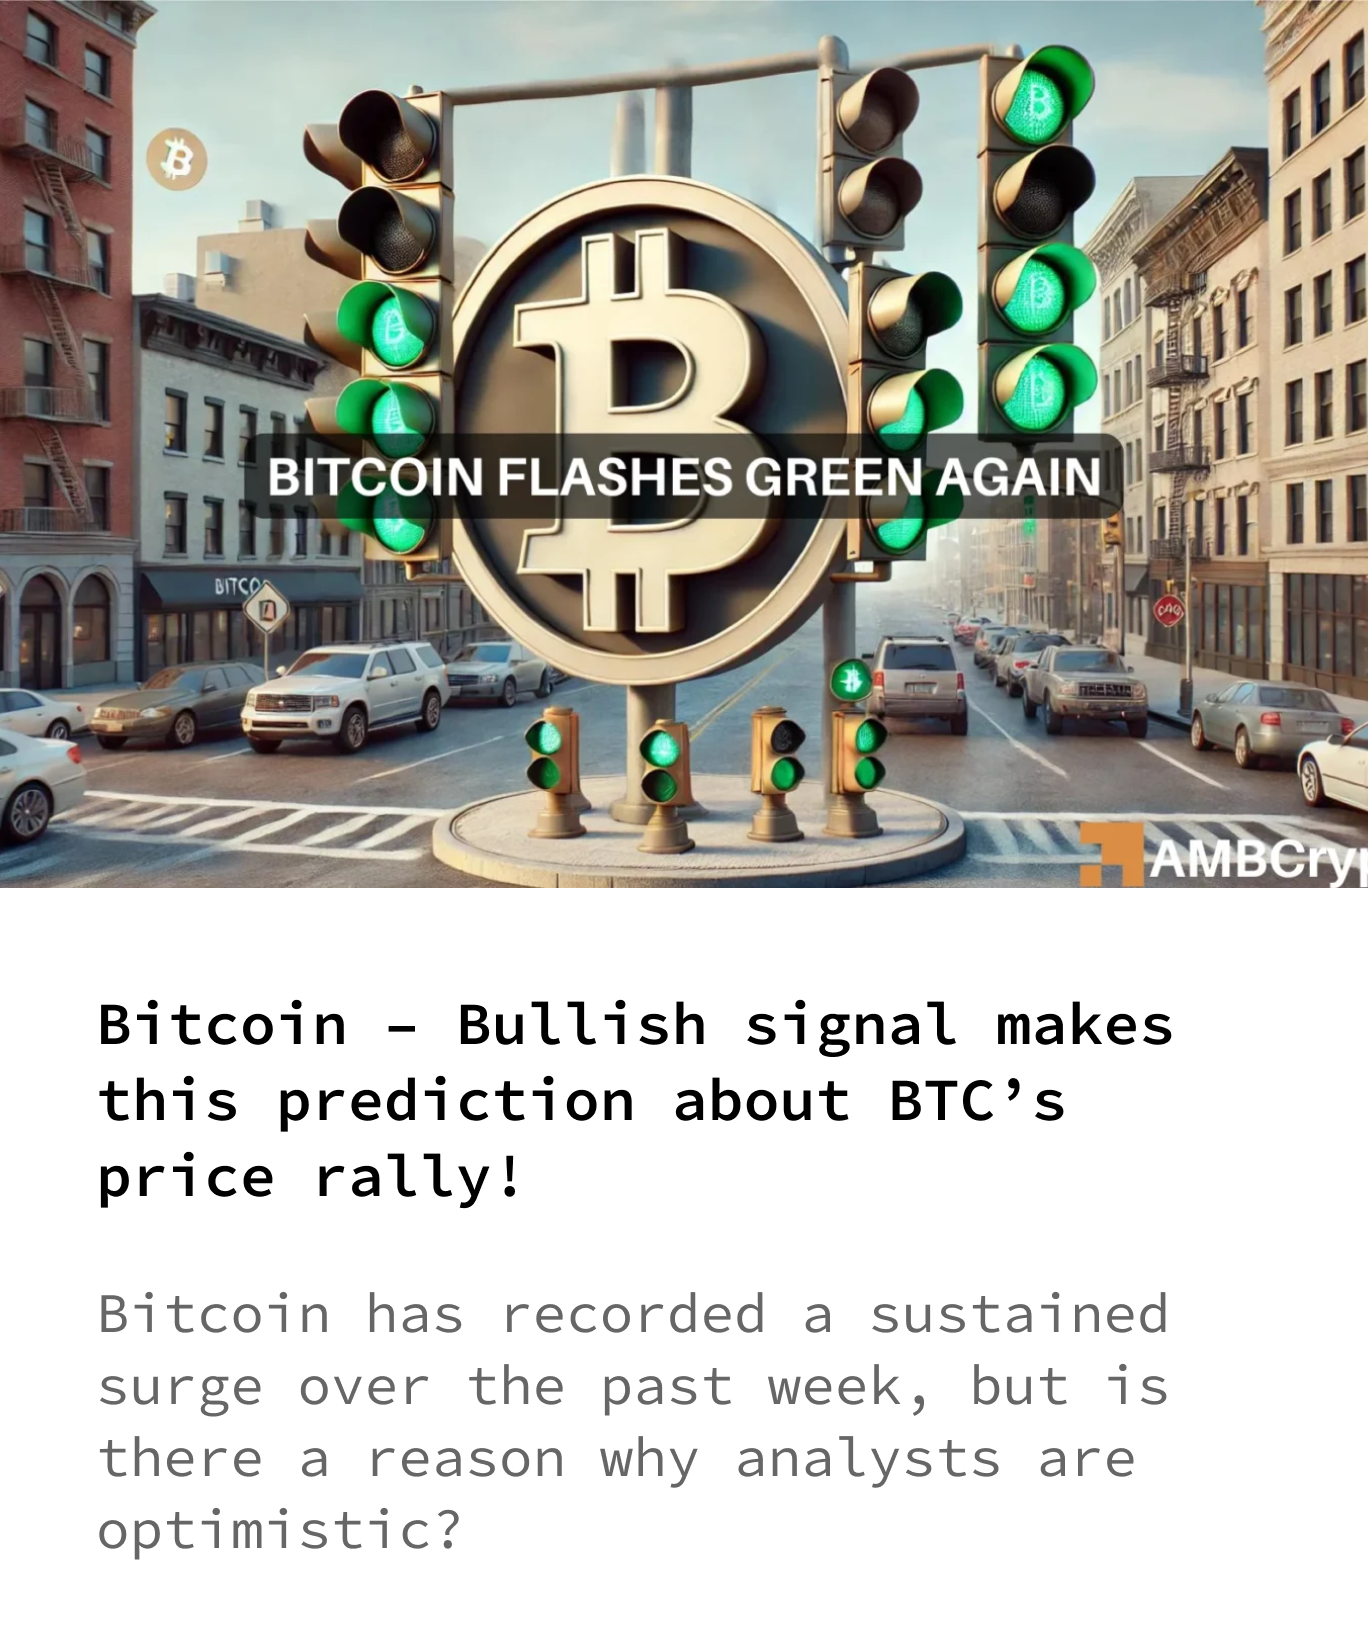 BITCOIN FLASHES GREEN AGAIN
BITCO
AMBCryp
Bitcoin – Bullish signal makes
this prediction about BTC’s
price rally!
Bitcoin has recorded a sustained
surge over the past week, but is
there a reason why analysts are
optimistic?